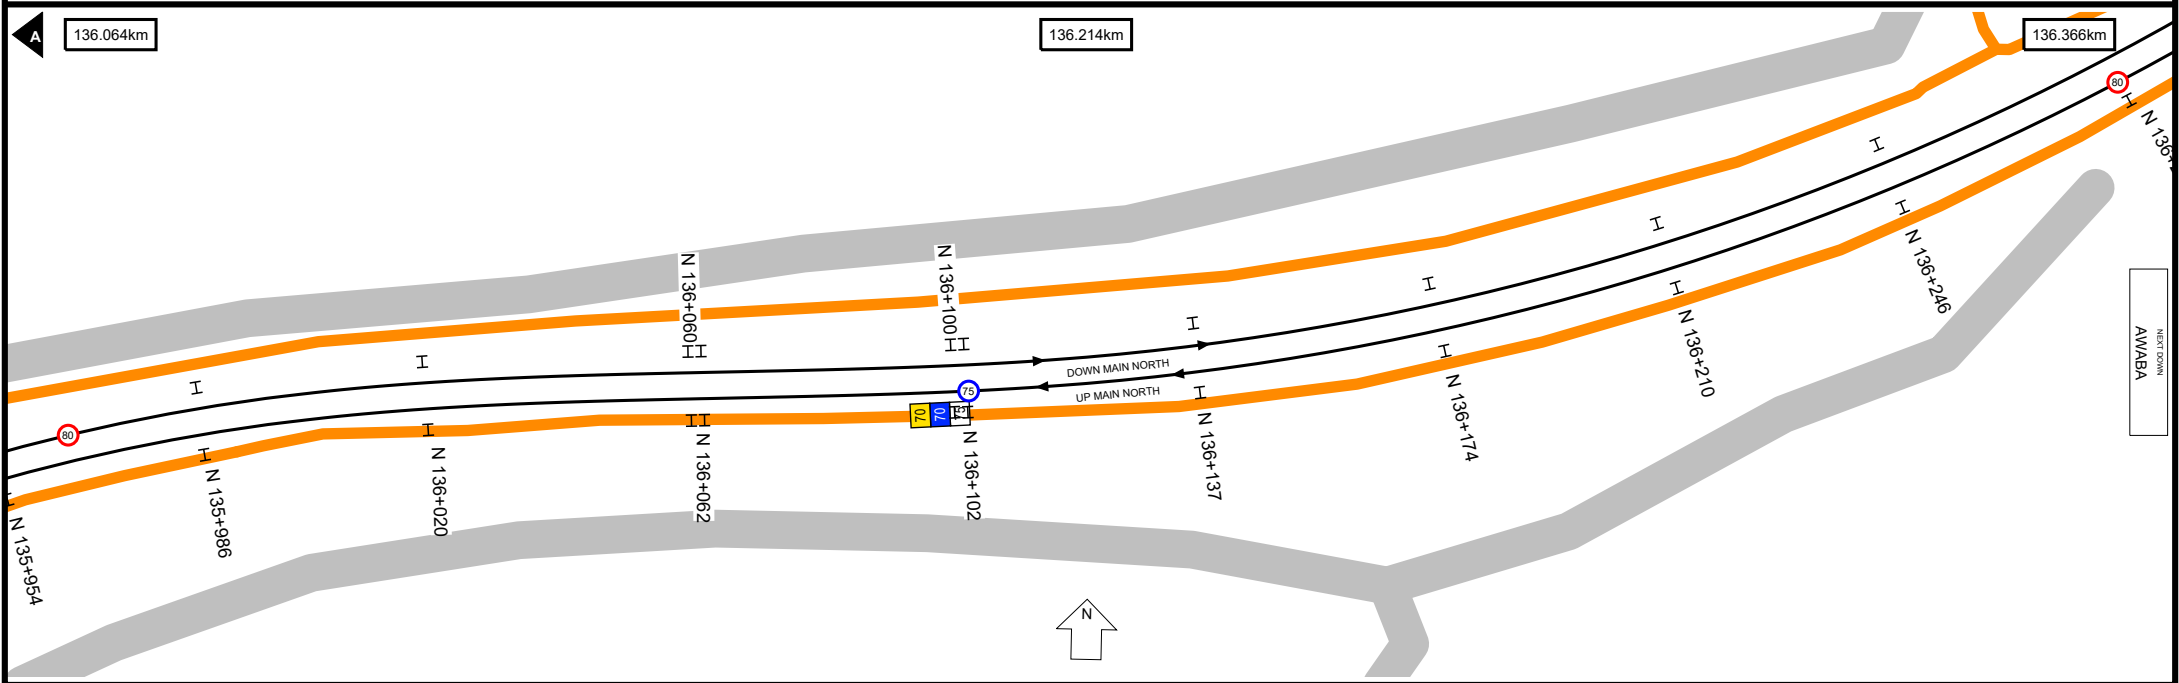 A
136.064km
136.214km
136.366km
80
N 136+060
N 136+100
DOWN MAIN NORTH
UP MAIN NORTH
75
70
70
80
N 135+954
N 135+986
N 136+020
N 136+062
N 136+102
N 136+137
N 136+174
N 136+210
N 136+246
NEXT DOWN
AWABA
N